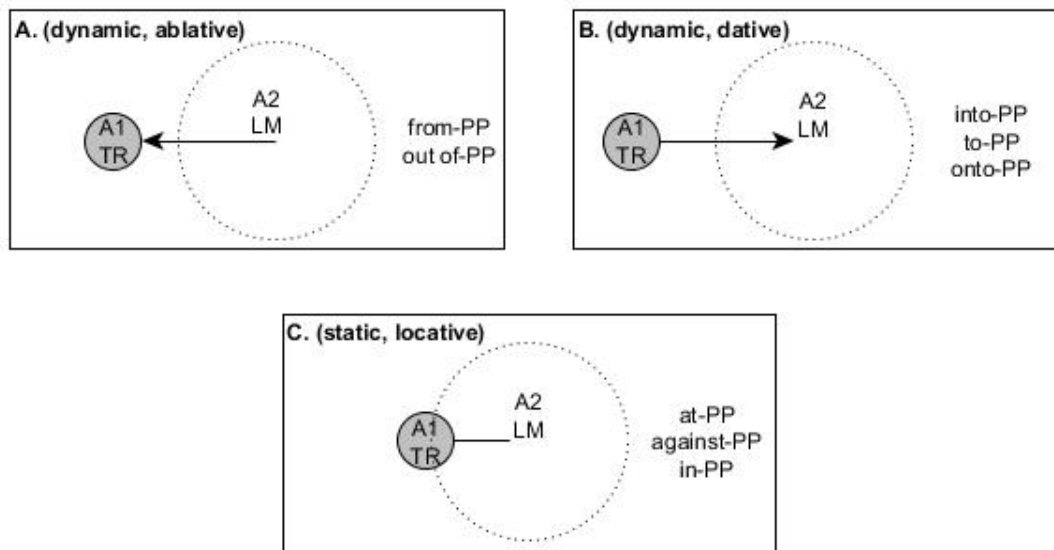 A. (dynamic, ablative)
A1
TR
A2
LM
from-PP
out of-PP
B. (dynamic, dative)
A1
TR
A2
LM
into-PP
to-PP
onto-PP
C. (static, locative)
A1
TR
A2
LM
at-PP
against-PP
in-PP